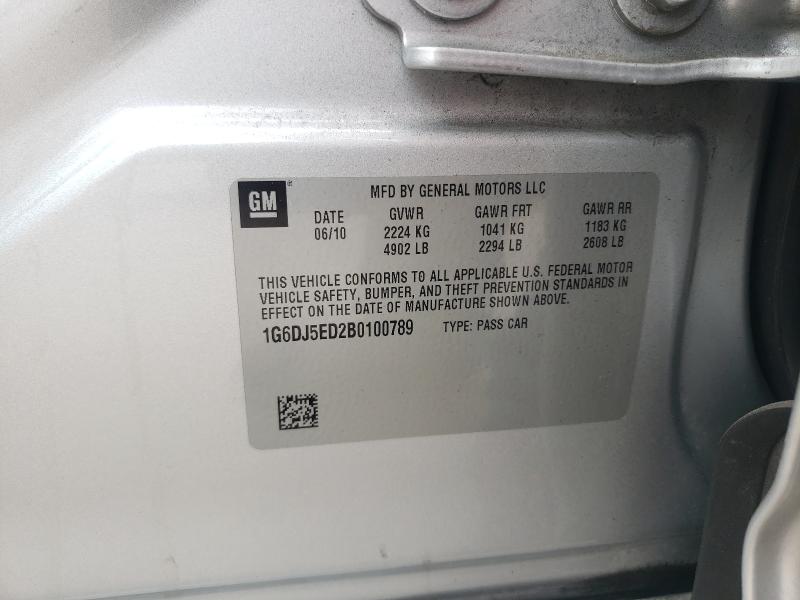 GM
MFD BY GENERAL MOTORS LLC
DATE GVWR GAWR FRT GAWR RR
06/10 2224 KG 1041 KG 1183 KG
4902 LB 2294 LB 2608 LB
THIS VEHICLE CONFORMS TO ALL APPLICABLE U.S. FEDERAL MOTOR
VEHICLE SAFETY, BUMPER, AND THEFT PREVENTION STANDARDS IN
EFFECT ON THE DATE OF MANUFACTURE SHOWN ABOVE.
1G6DJ5ED2B0100789 TYPE: PASS CAR